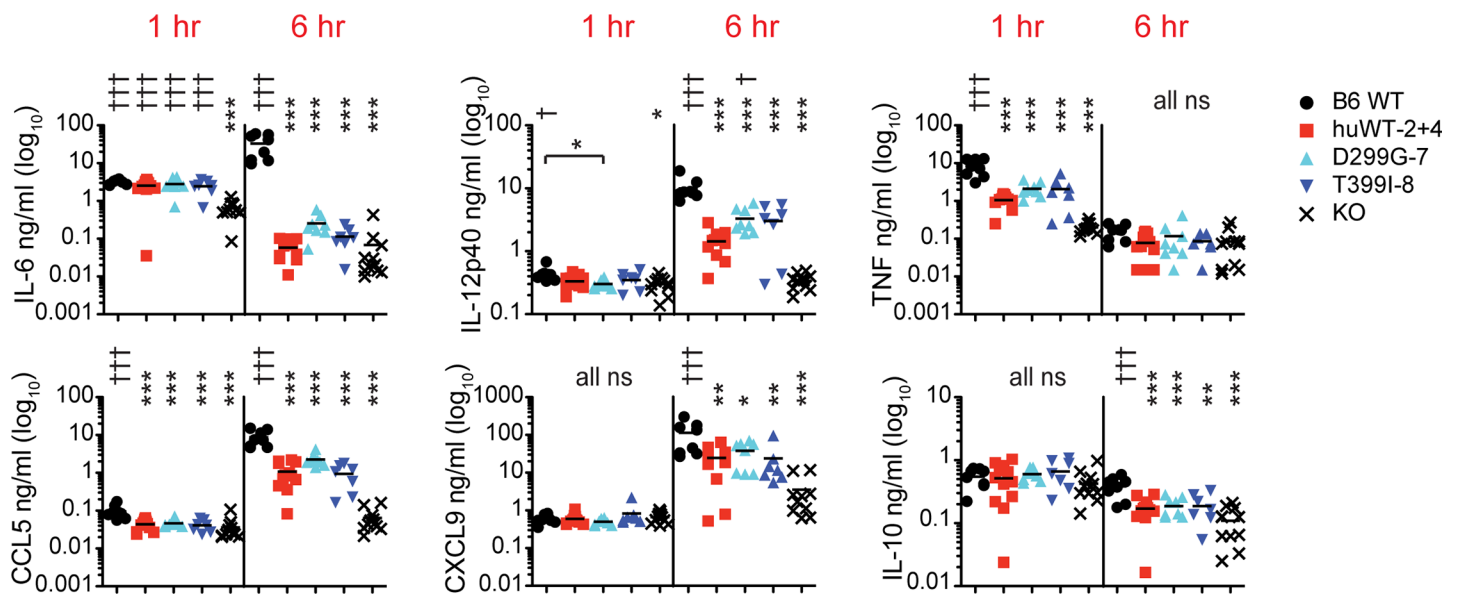 1 hr 6 hr
1 hr 6 hr
1 hr 6 hr
††† ††† ††† ††† *** ††† *** *** *** ***
IL-6 ng/ml (log10)
100
10
1
0.1
0.01
0.001
† * * ††† *** *** † *** ***
IL-12p40 ng/ml (log10)
100
10
1
0.1
††† *** *** *** *** all ns
TNF ng/ml (log10)
100
10
1
0.1
0.01
0.001
B6 WT
huWT-2+4
D299G-7
T399I-8
KO
††† *** *** *** *** ††† *** *** *** ***
CCL5 ng/ml (log10)
100
10
1
0.1
0.01
0.001
all ns ††† ** * ** ***
CXCL9 ng/ml (log10)
1000
100
10
1
0.1
0.01
all ns ††† *** *** ** ***
IL-10 ng/ml (log10)
10
1
0.1
0.01